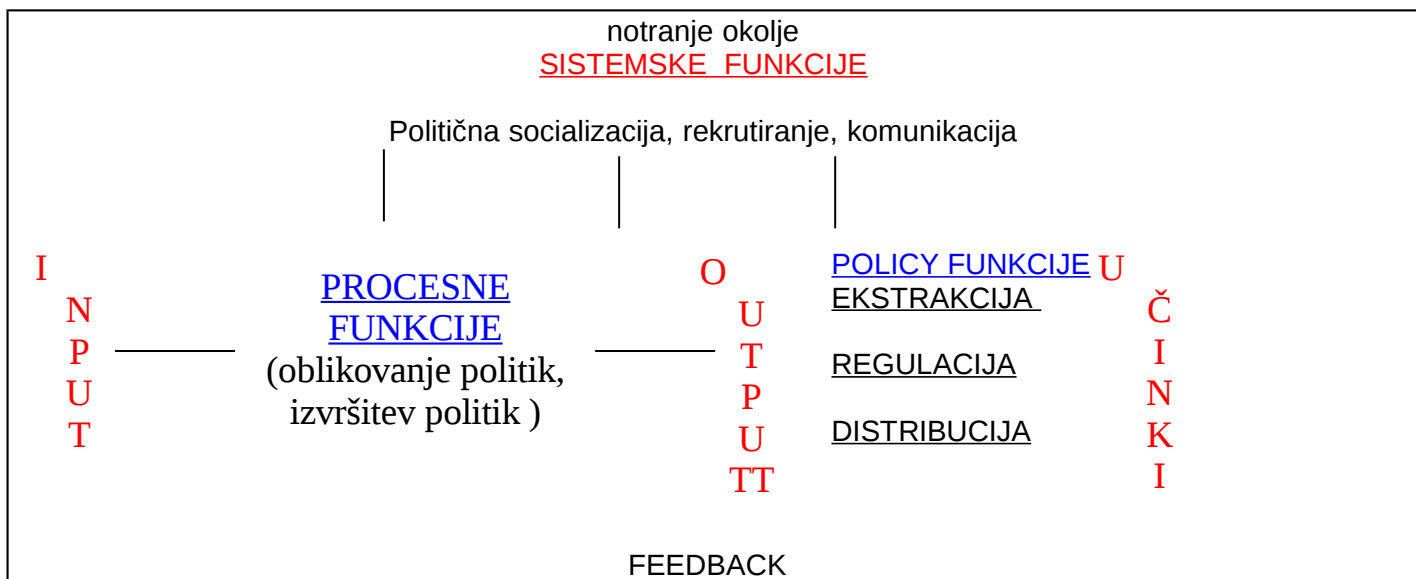 notranje okolje
SISTEMSKE FUNKCIJE
Politična socializacija, rekrutiranje, komunikacija
I
N
P
U
T
PROCESNE
FUNKCIJE
(oblikovanje politik,
izvršitev politik )
O
U
T
P
U
TT
POLICY FUNKCIJE
EKSTRAKCIJA
REGULACIJA
DISTRIBUCIJA
U
Č
I
N
K
I
FEEDBACK